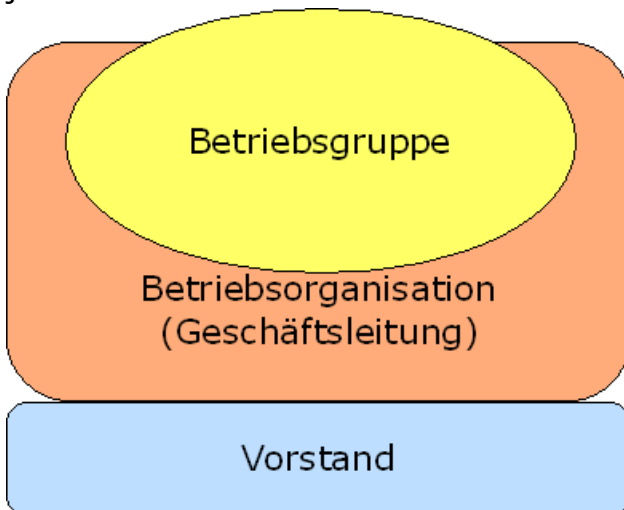 Betriebsgruppe
Betriebsorganisation
(Geschäftsleitung)
Vorstand